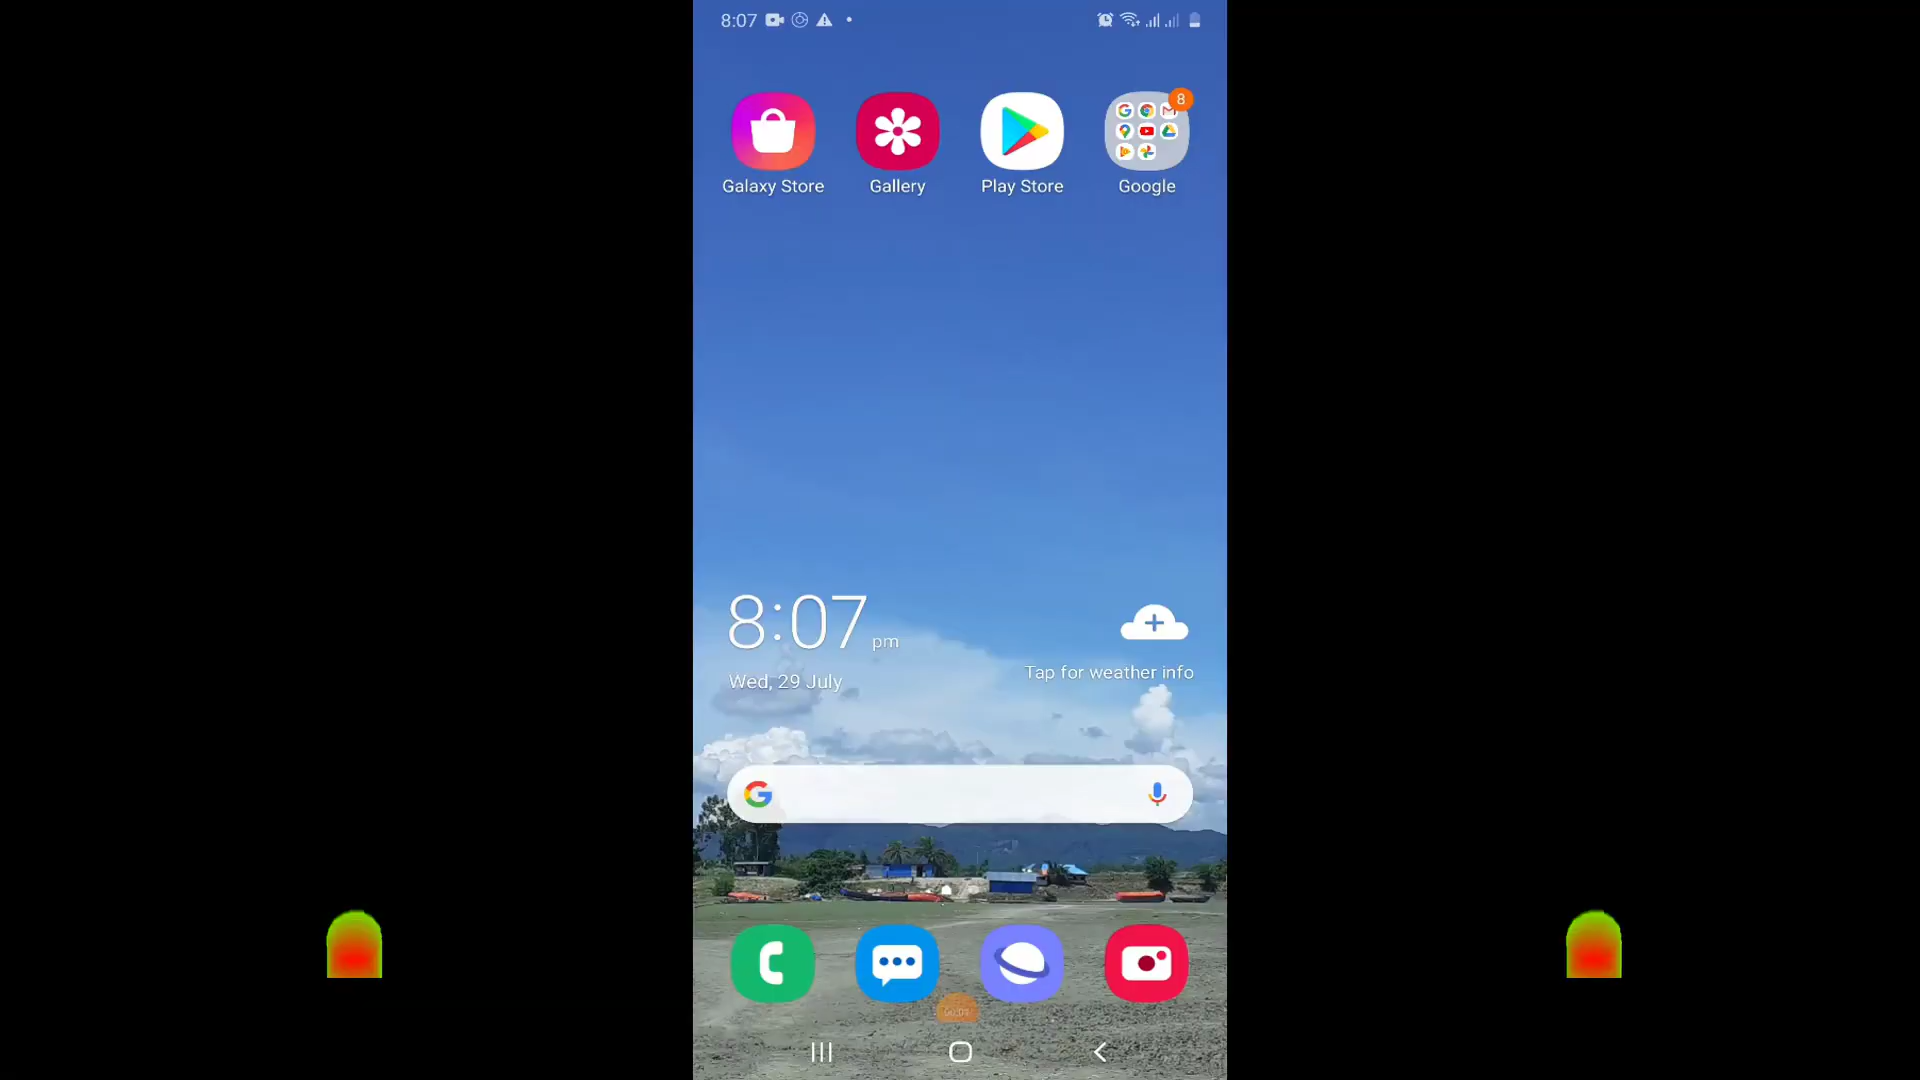 8:07
8
Galaxy Store
Gallery
Play Store
Google
8:07 pm
Wed, 29 July
Tap for weather info